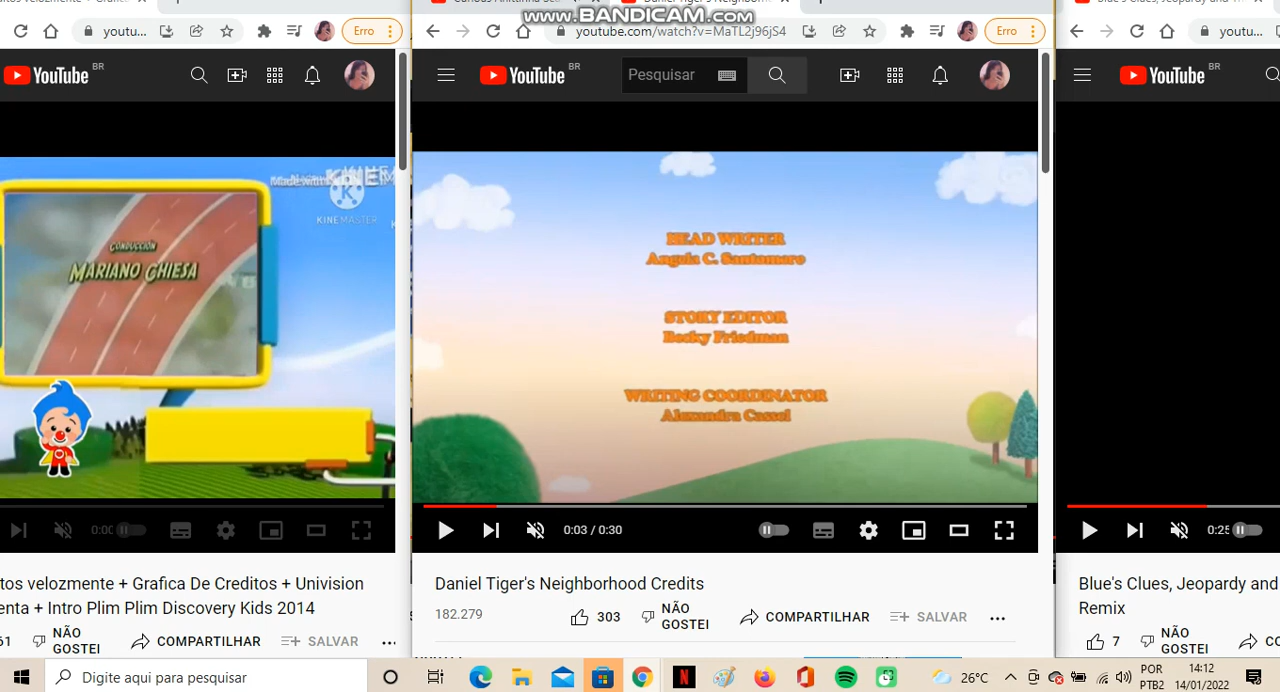 www.BANDICAM.com
youtu...
Erro
youtube.com/watch?v=MaTL2j96jS4
Erro
youtu...
YouTube BR
YouTube BR
Pesquisar
YouTube BR
KINEMASTER
CONDUCCIÓN
MARIANO CHIESA
HEAD WRITER
Angela C. Santomero
STORY EDITOR
Becky Friedman
WRITING COORDINATOR
Alexandra Cassel
0:03 / 0:30
tos velozmente + Grafica De Creditos + Univision
enta + Intro Plim Plim Discovery Kids 2014
61
NÃO GOSTEI
COMPARTILHAR
SALVAR
Daniel Tiger's Neighborhood Credits
182.279
303
NÃO GOSTEI
COMPARTILHAR
SALVAR
Blue's Clues, Jeopardy and
Remix
7
NÃO GOSTEI
Digite aqui para pesquisar
26°C
POR
PTB2
14:12
14/01/2022